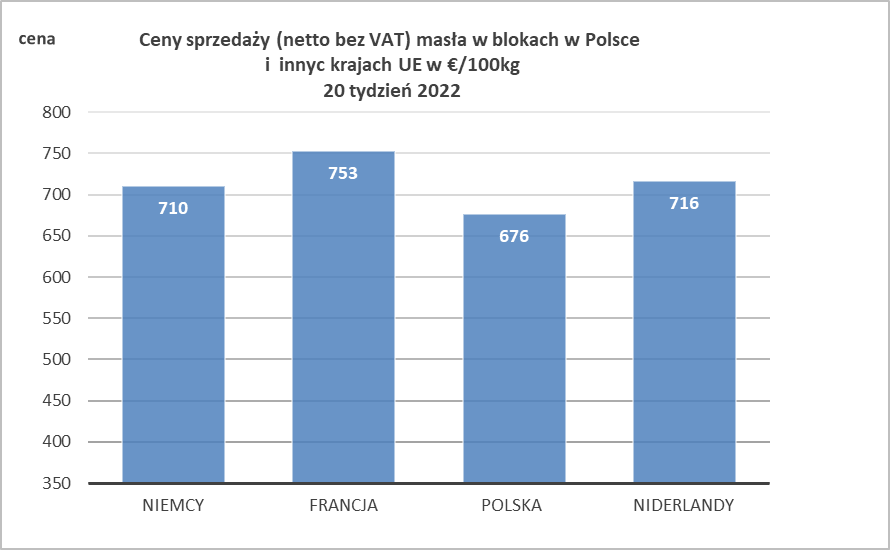 cena
Ceny sprzedaży (netto bez VAT) masła w blokach w Polsce
i innyc krajach UE w €/100kg
20 tydzień 2022
800
750
700
650
600
550
500
450
400
350
710
753
676
716
NIEMCY
FRANCJA
POLSKA
NIDERLANDY